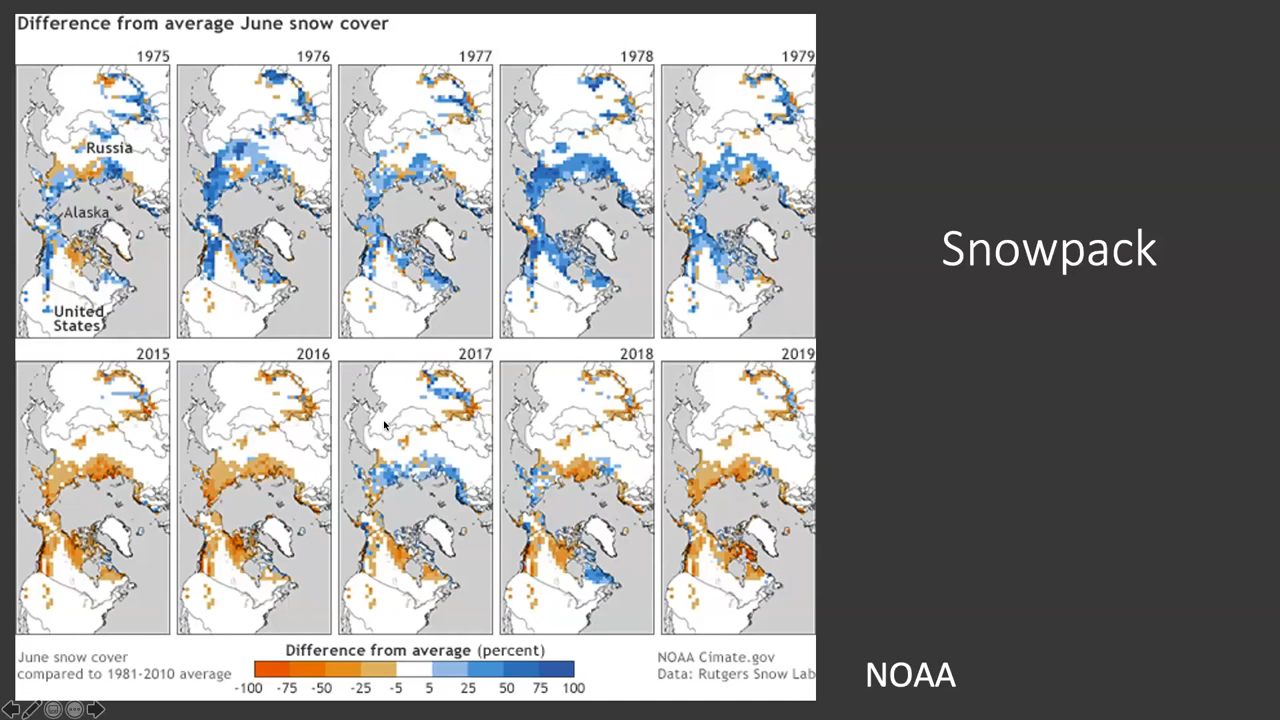 Difference from average June snow cover
1975
1976
1977
1978
1979
Russia
Alaska
United
States
2015
2016
2017
2018
2019
Difference from average (percent)
June snow cover
compared to 1981-2010 average
-100 -75 -50 -25 -5 5 25 50 75 100
NOAA Cimate.gov
Data: Rutgers Snow Lab
Snowpack
NOAA